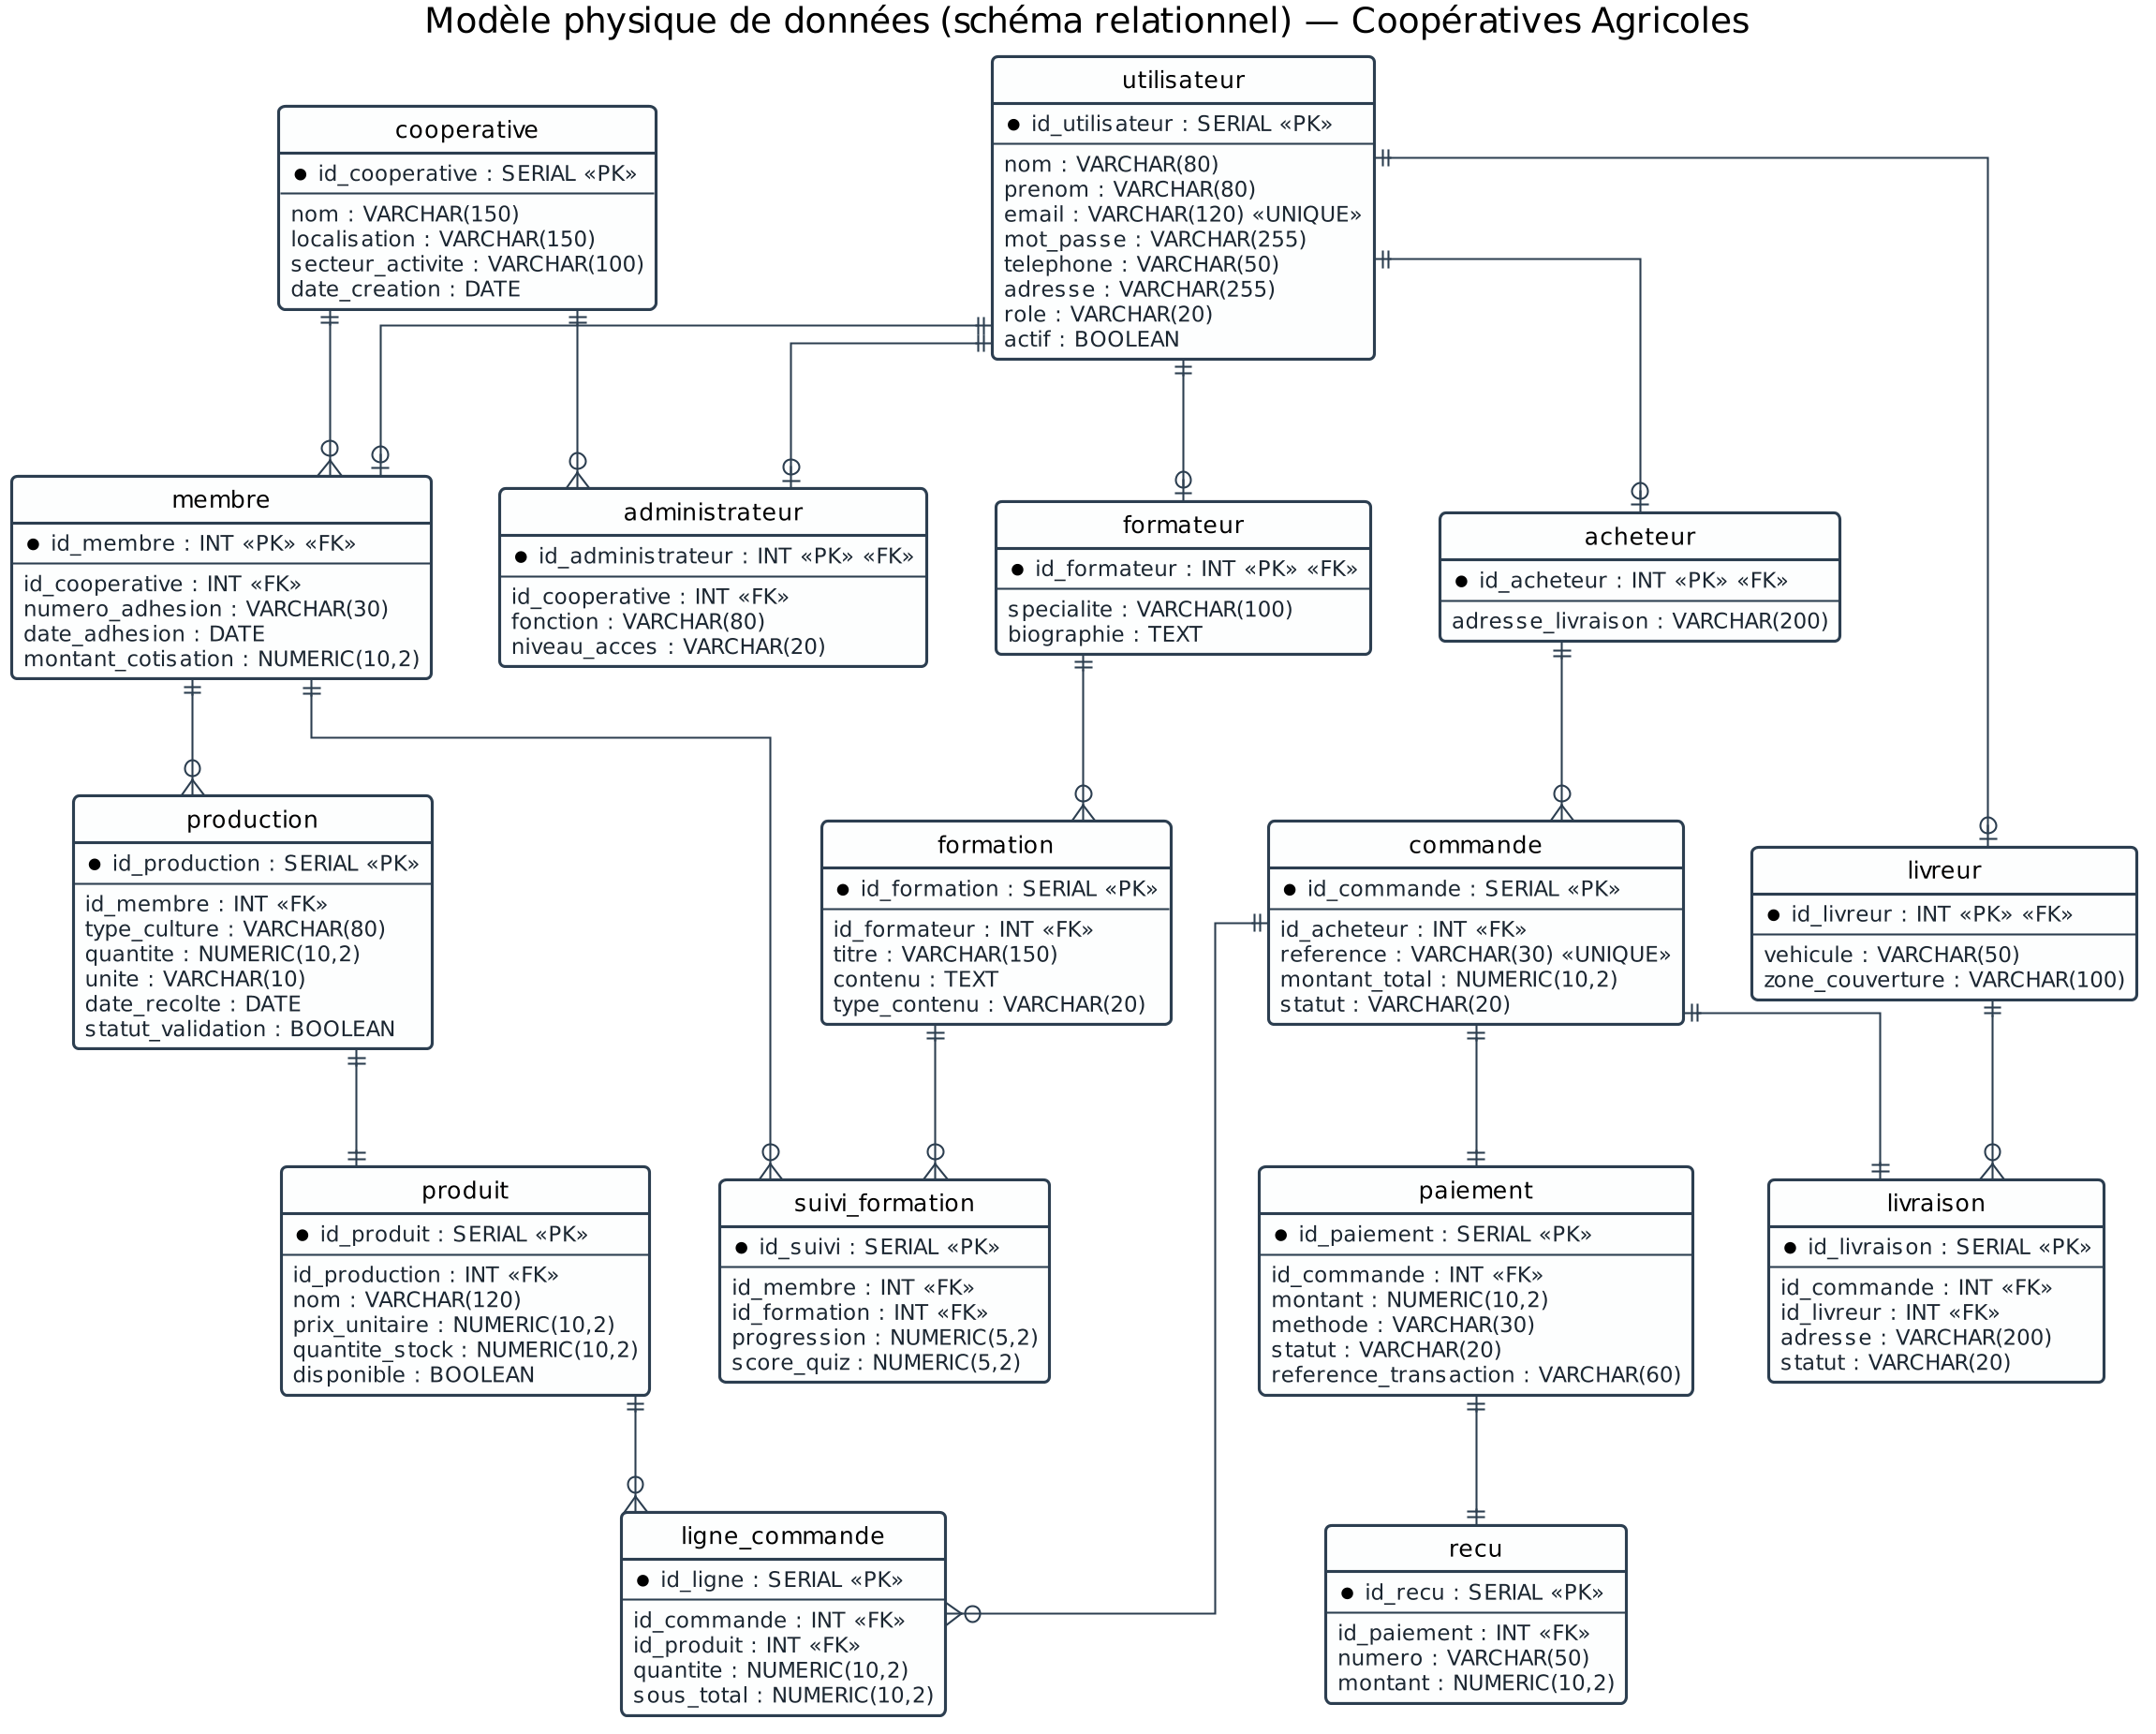 Modèle physique de données (schéma relationnel) — Coopératives Agricoles
utilisateur
● id_utilisateur : SERIAL «PK»
nom : VARCHAR(80)
prenom : VARCHAR(80)
email : VARCHAR(120) «UNIQUE»
mot_passe : VARCHAR(255)
telephone : VARCHAR(50)
adresse : VARCHAR(255)
role : VARCHAR(20)
actif : BOOLEAN
cooperative
● id_cooperative : SERIAL «PK»
nom : VARCHAR(150)
localisation : VARCHAR(150)
secteur_activite : VARCHAR(100)
date_creation : DATE
membre
● id_membre : INT «PK» «FK»
id_cooperative : INT «FK»
numero_adhesion : VARCHAR(30)
date_adhesion : DATE
montant_cotisation : NUMERIC(10,2)
administrateur
● id_administrateur : INT «PK» «FK»
id_cooperative : INT «FK»
fonction : VARCHAR(80)
niveau_acces : VARCHAR(20)
formateur
● id_formateur : INT «PK» «FK»
specialite : VARCHAR(100)
biographie : TEXT
acheteur
● id_acheteur : INT «PK» «FK»
adresse_livraison : VARCHAR(200)
production
● id_production : SERIAL «PK»
id_membre : INT «FK»
type_culture : VARCHAR(80)
quantite : NUMERIC(10,2)
unite : VARCHAR(10)
date_recolte : DATE
statut_validation : BOOLEAN
formation
● id_formation : SERIAL «PK»
id_formateur : INT «FK»
titre : VARCHAR(150)
contenu : TEXT
type_contenu : VARCHAR(20)
commande
● id_commande : SERIAL «PK»
id_acheteur : INT «FK»
reference : VARCHAR(30) «UNIQUE»
montant_total : NUMERIC(10,2)
statut : VARCHAR(20)
livreur
● id_livreur : INT «PK» «FK»
vehicule : VARCHAR(50)
zone_couverture : VARCHAR(100)
produit
● id_produit : SERIAL «PK»
id_production : INT «FK»
nom : VARCHAR(120)
prix_unitaire : NUMERIC(10,2)
quantite_stock : NUMERIC(10,2)
disponible : BOOLEAN
suivi_formation
● id_suivi : SERIAL «PK»
id_membre : INT «FK»
id_formation : INT «FK»
progression : NUMERIC(5,2)
score_quiz : NUMERIC(5,2)
paiement
● id_paiement : SERIAL «PK»
id_commande : INT «FK»
montant : NUMERIC(10,2)
methode : VARCHAR(30)
statut : VARCHAR(20)
reference_transaction : VARCHAR(60)
livraison
● id_livraison : SERIAL «PK»
id_commande : INT «FK»
id_livreur : INT «FK»
adresse : VARCHAR(200)
statut : VARCHAR(20)
ligne_commande
● id_ligne : SERIAL «PK»
id_commande : INT «FK»
id_produit : INT «FK»
quantite : NUMERIC(10,2)
sous_total : NUMERIC(10,2)
recu
● id_recu : SERIAL «PK»
id_paiement : INT «FK»
numero : VARCHAR(50)
montant : NUMERIC(10,2)